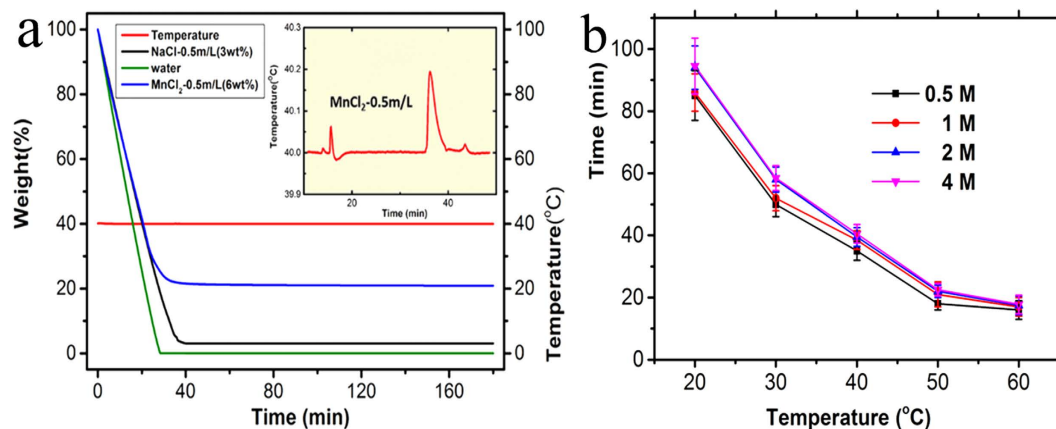 a
Weight(%)
100
80
60
40
20
0
0
40
80
120
160
Time (min)
100
80
60
40
20
0
Temperature(°C)
Temperature
NaCl-0.5m/L(3wt%)
water
MnCl2-0.5m/L(6wt%)
Temperature(°C)
40.3
40.2
40.1
40.0
39.9
MnCl2-0.5m/L
20
40
Time (min)
b
Time (min)
100
80
60
40
20
0
20
30
40
50
60
Temperature (°C)
0.5 M
1 M
2 M
4 M